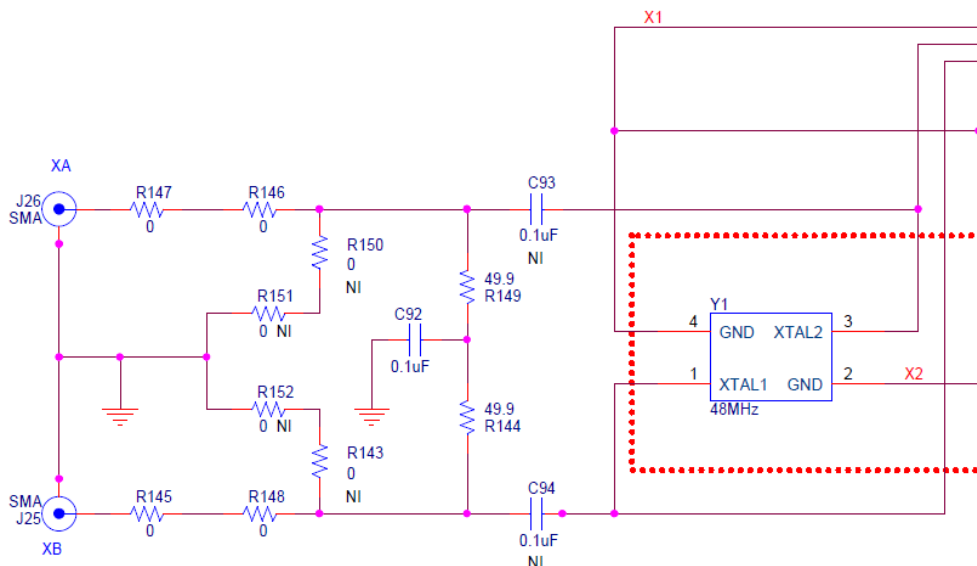 X1
XA
J26
SMA
R147
0
R146
0
C93
0.1uF
NI
R150
0
NI
R151
0 NI
49.9
R149
C92
0.1uF
Y1
4
GND
XTAL2
3
1
XTAL1
GND
2
X2
48MHz
R152
0 NI
49.9
R144
R143
0
NI
SMA
J25
XB
R145
0
R148
0
C94
0.1uF
NI